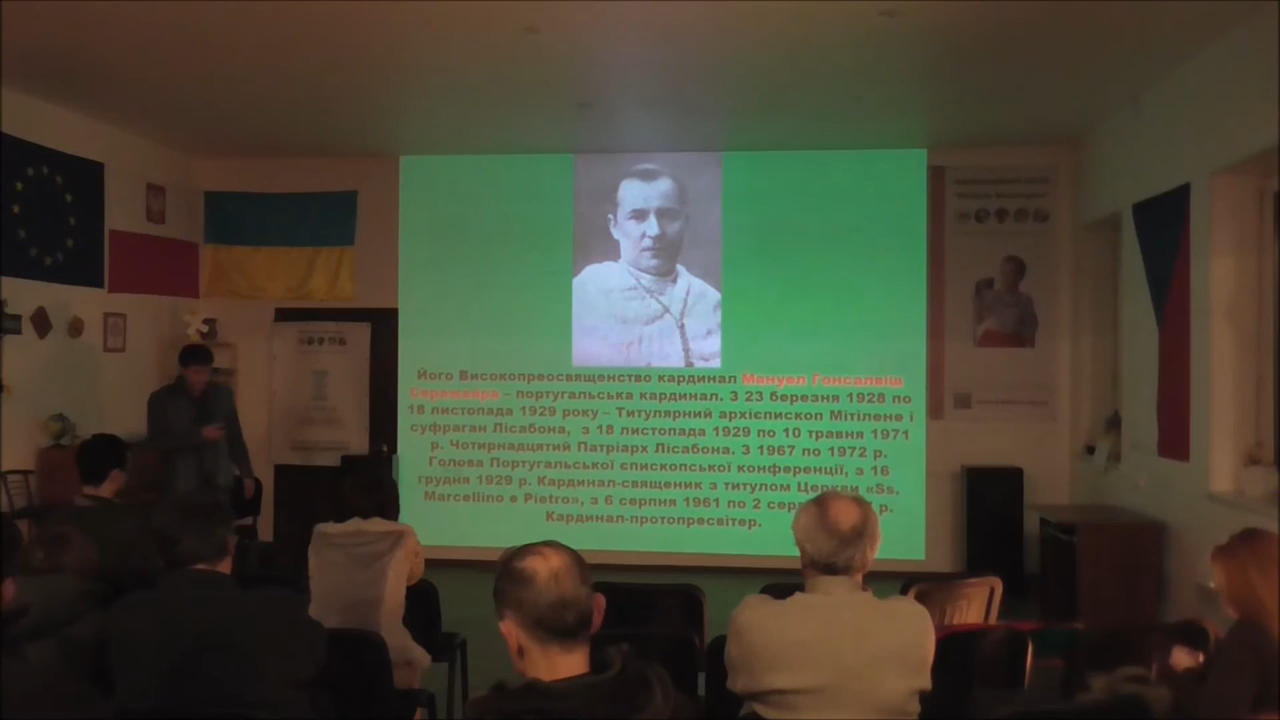 Його Високопреосвященство кардинал Мануел Гонсалвіш
Сережейра – португальська кардинал. З 23 березня 1928 по
18 листопада 1929 року – Титулярний архієпископ Мітілене і
суфраган Лісабона, з 18 листопада 1929 по 10 травня 1971
р. Чотирнадцятий Патріарх Лісабона. З 1967 по 1972 р.
Голова Португальської єпископської конференції, з 16
грудня 1929 р. Кардинал-священик з титулом Церкви «Ss.
Marcellino e Pietro», з 6 серпня 1961 по 2 р.
Кардинал-протопресвітер.